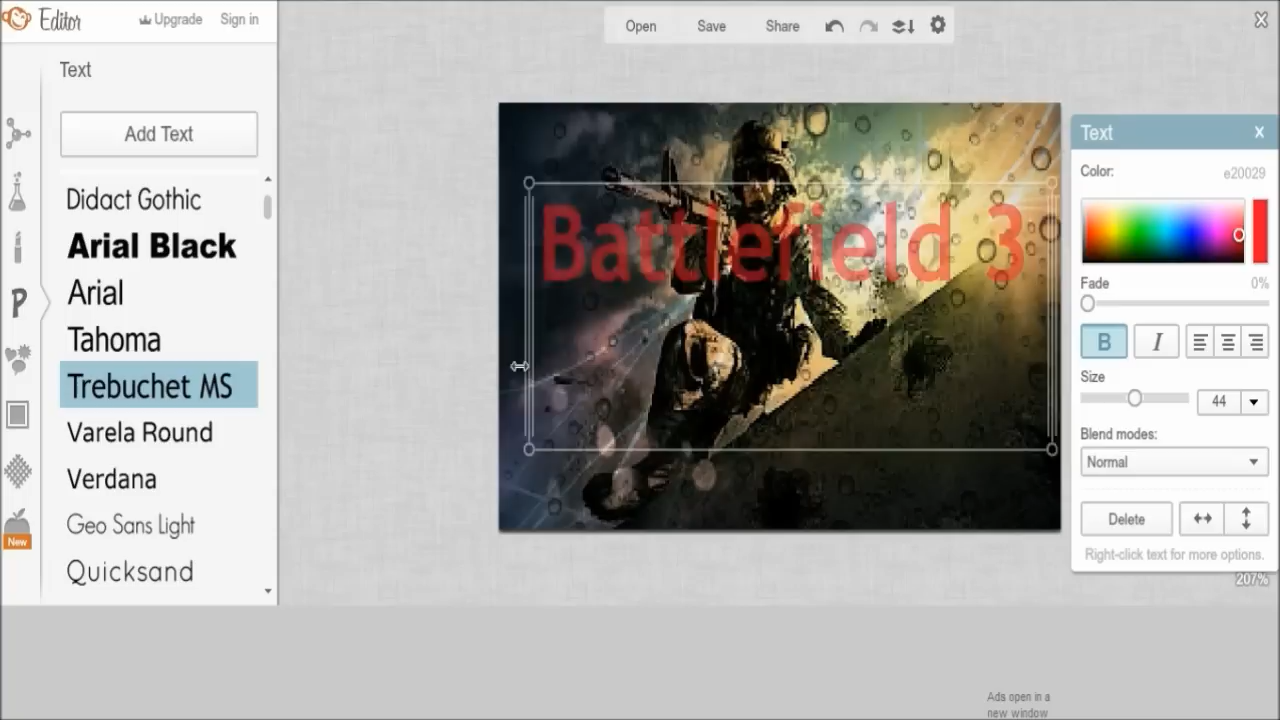 Editor
Upgrade
Sign in
Open
Save
Share
X
Text
Add Text
Didact Gothic
Arial Black
Arial
Tahoma
Trebuchet MS
Varela Round
Verdana
Geo Sans Light
Quicksand
P
New
Battlefield 3
Text
X
Color:
e20029
Fade
0%
B
I
Size
44
Blend modes:
Normal
Delete
Right-click text for more options.
207%
Ads open in a
new window